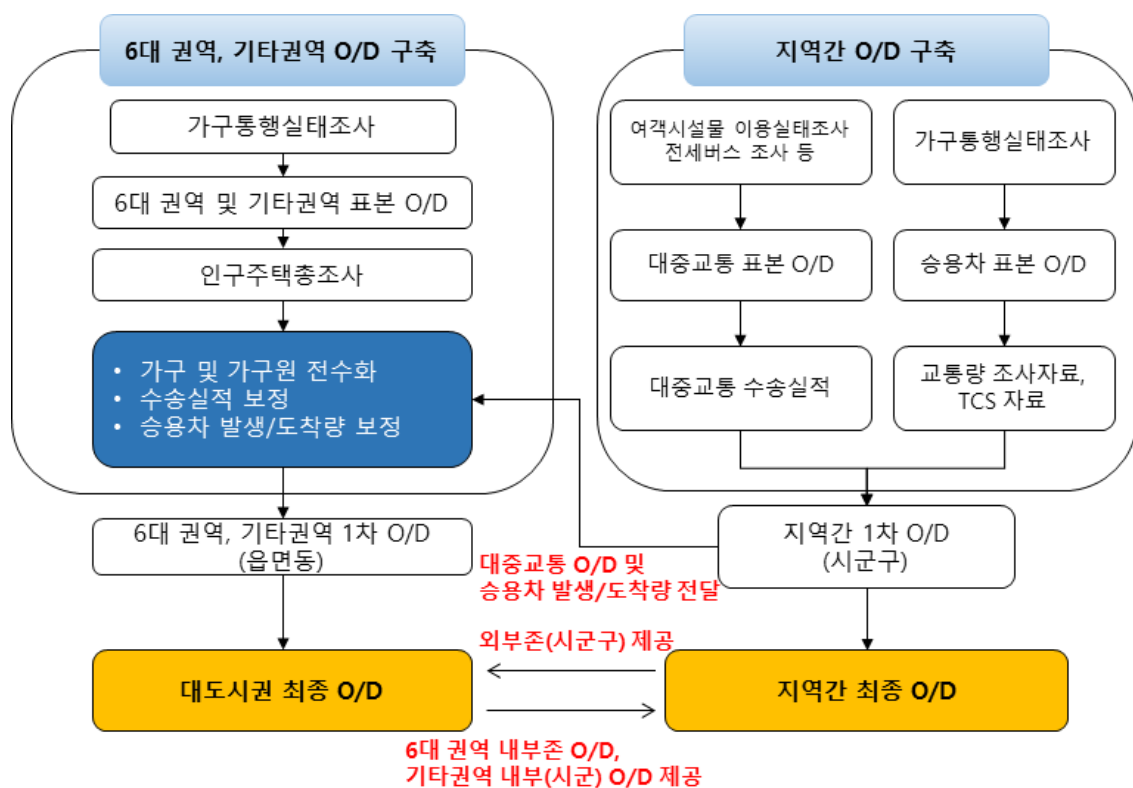 6대 권역, 기타권역 O/D 구축
가구통행실태조사
6대 권역 및 기타권역 표본 O/D
인구주택총조사
• 가구 및 가구원 전수화
• 수송실적 보정
• 승용차 발생/도착량 보정
6대 권역, 기타권역 1차 O/D
(읍면동)
대도시권 최종 O/D
지역간 O/D 구축
여객시설물 이용실태조사
전세버스 조사 등
가구통행실태조사
대중교통 표본 O/D
승용차 표본 O/D
대중교통 수송실적
교통량 조사자료,
TCS 자료
지역간 1차 O/D
(시군구)
대중교통 O/D 및
승용차 발생/도착량 전달
외부존(시군구) 제공
지역간 최종 O/D
6대 권역 내부존 O/D,
기타권역 내부(시군) O/D 제공